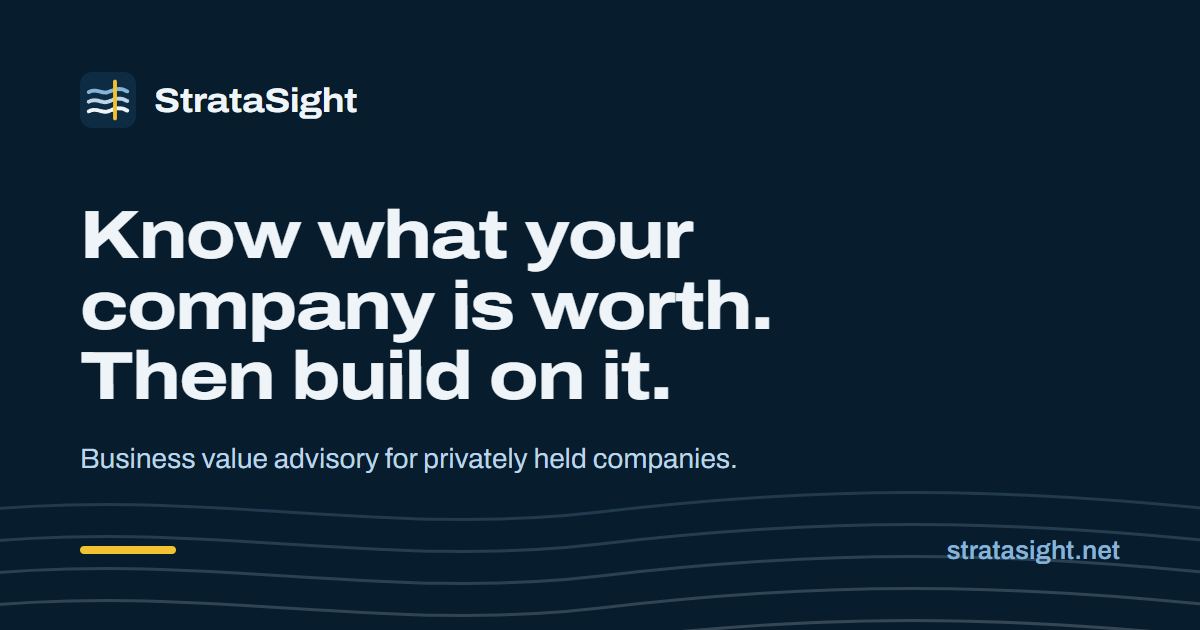 StrataSight
Know what your
company is worth.
Then build on it.
Business value advisory for privately held companies.
stratasight.net